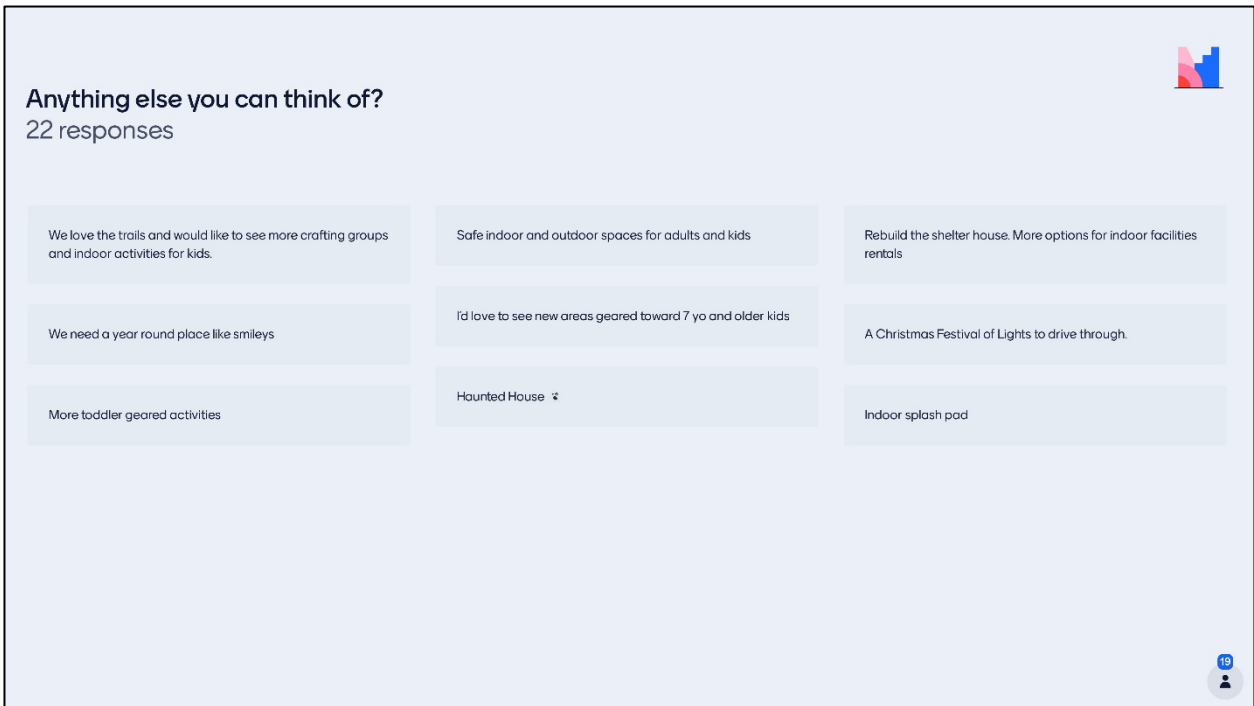 Anything else you can think of?
22 responses
We love the trails and would like to see more crafting groups
and indoor activities for kids.
We need a year round place like smileys
More toddler geared activities
Safe indoor and outdoor spaces for adults and kids
I'd love to see new areas geared toward 7 yo and older kids
Haunted House
Rebuild the shelter house. More options for indoor facilities
rentals
A Christmas Festival of Lights to drive through.
Indoor splash pad
19